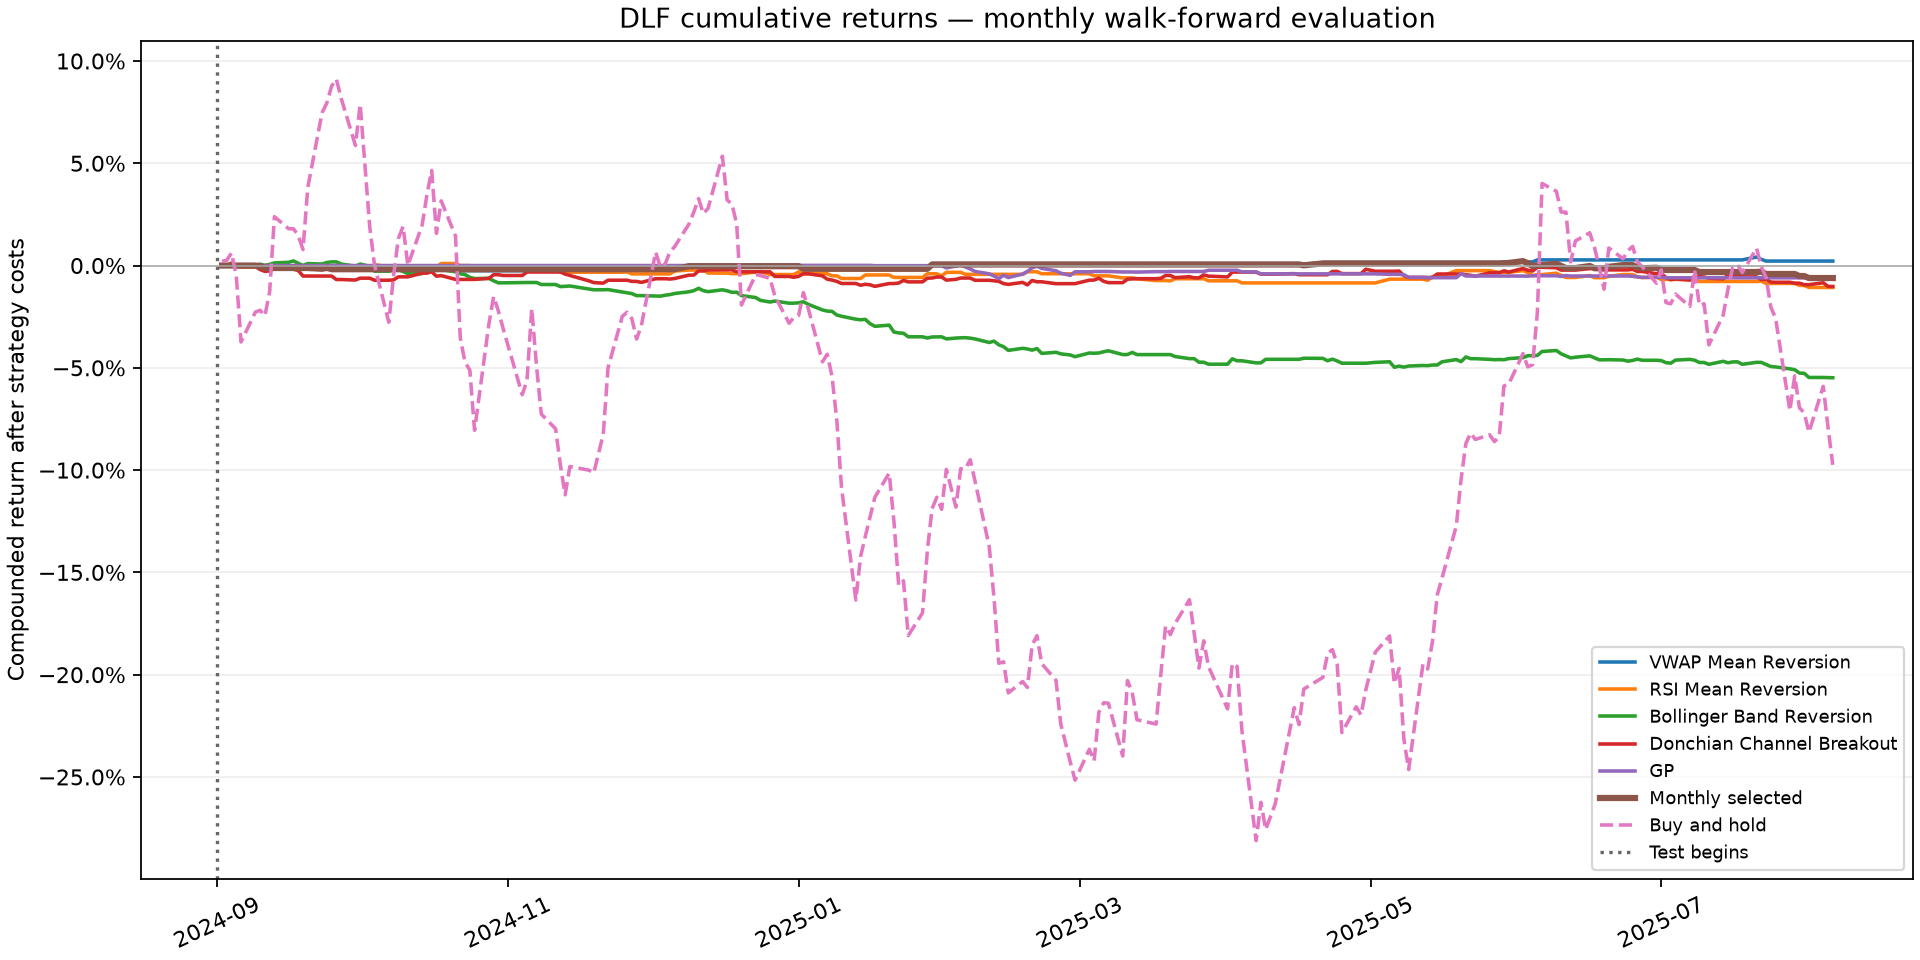 DLF cumulative returns — monthly walk-forward evaluation
Compounded return after strategy costs
10.0%
5.0%
0.0%
−5.0%
−10.0%
−15.0%
−20.0%
−25.0%
2024-09
2024-11
2025-01
2025-03
2025-05
2025-07
VWAP Mean Reversion
RSI Mean Reversion
Bollinger Band Reversion
Donchian Channel Breakout
GP
Monthly selected
Buy and hold
Test begins